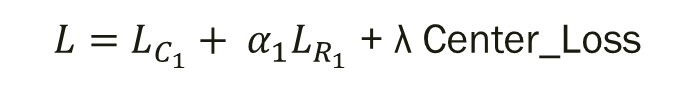 L = L_{C_1} + α_1 L_{R_1} + λ Center_Loss